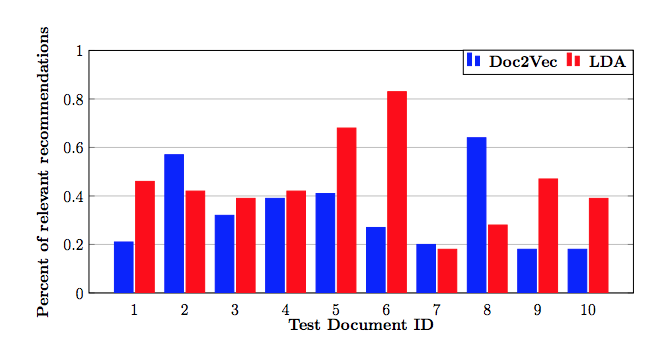 Percent of relevant recommendations
1
0.8
0.6
0.4
0.2
0
Doc2Vec LDA
1 2 3 4 5 6 7 8 9 10
Test Document ID